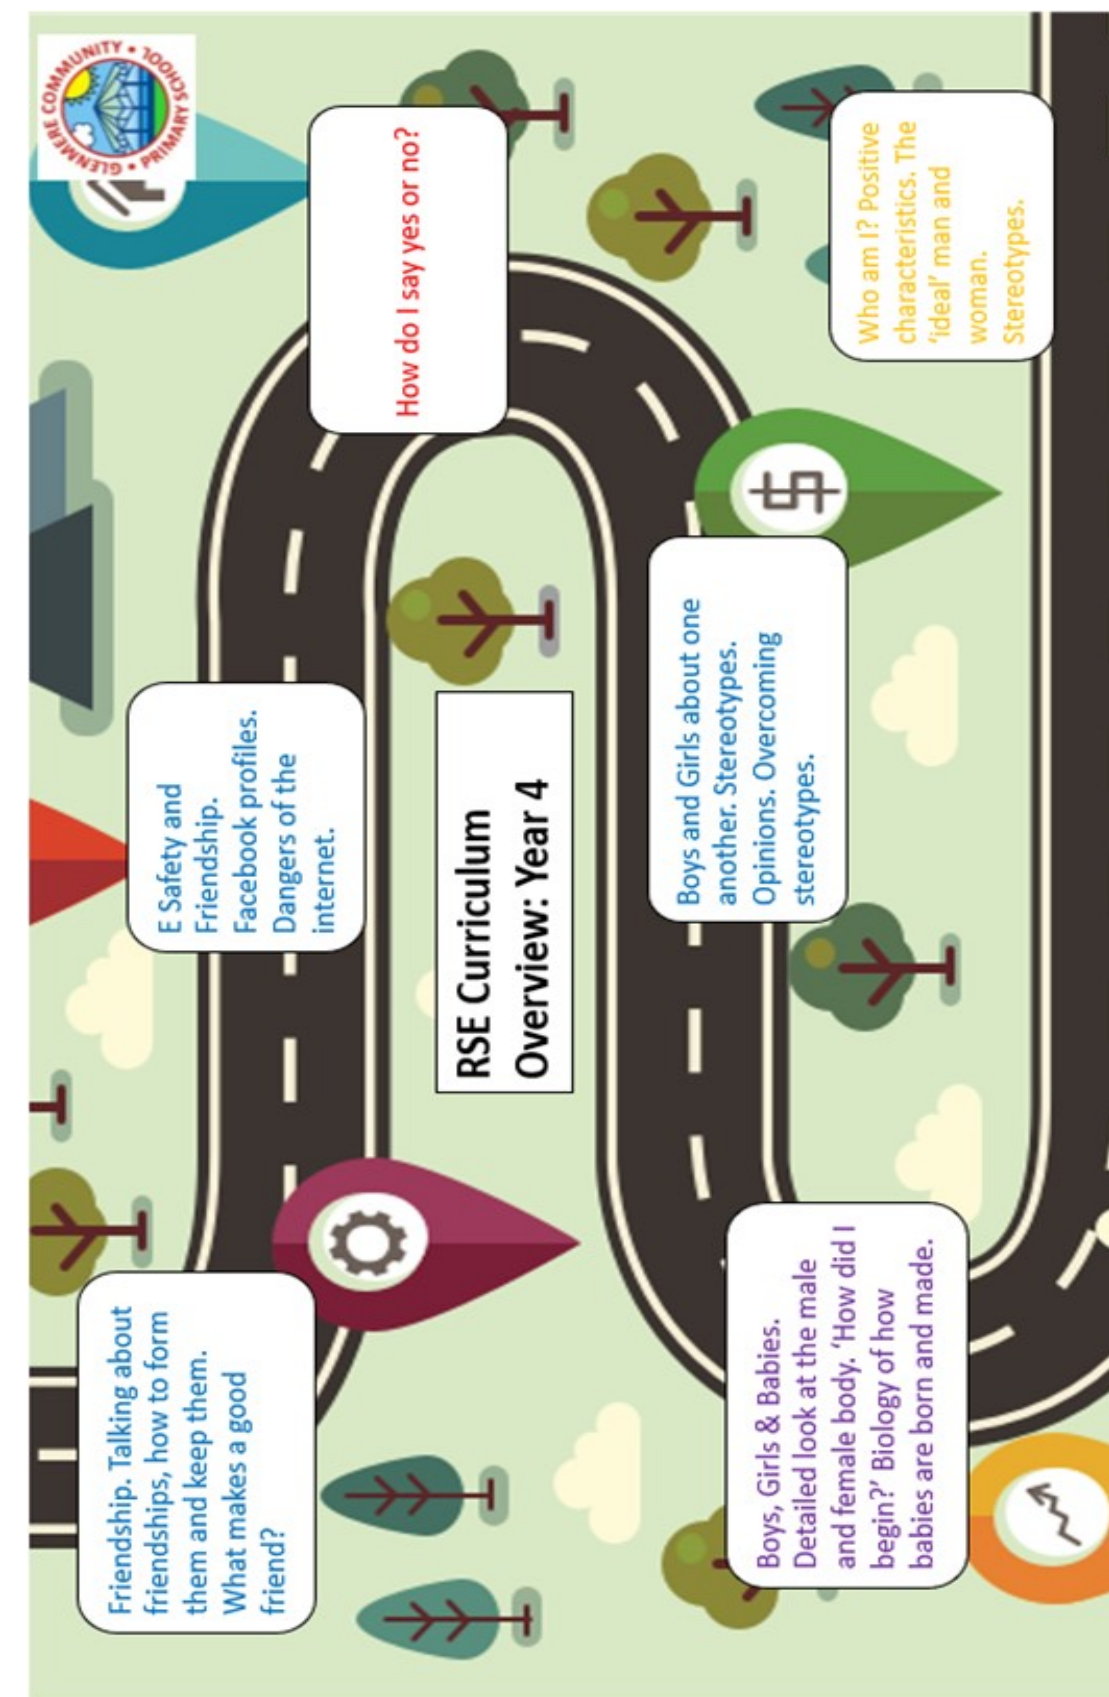 GLENMERE COMMUNITY • PRIMARY SCHOOL •
Friendship. Talking about
friendships, how to form
them and keep them.
What makes a good
friend?
E Safety and
Friendship.
Facebook profiles.
Dangers of the
internet.
How do I say yes or no?
RSE Curriculum
Overview: Year 4
Boys and Girls about one
another. Stereotypes.
Opinions. Overcoming
stereotypes.
Boys, Girls & Babies.
Detailed look at the male
and female body. ‘How did I
begin?’ Biology of how
babies are born and made.
Who am I? Positive
characteristics. The
‘ideal’ man and
woman.
Stereotypes.